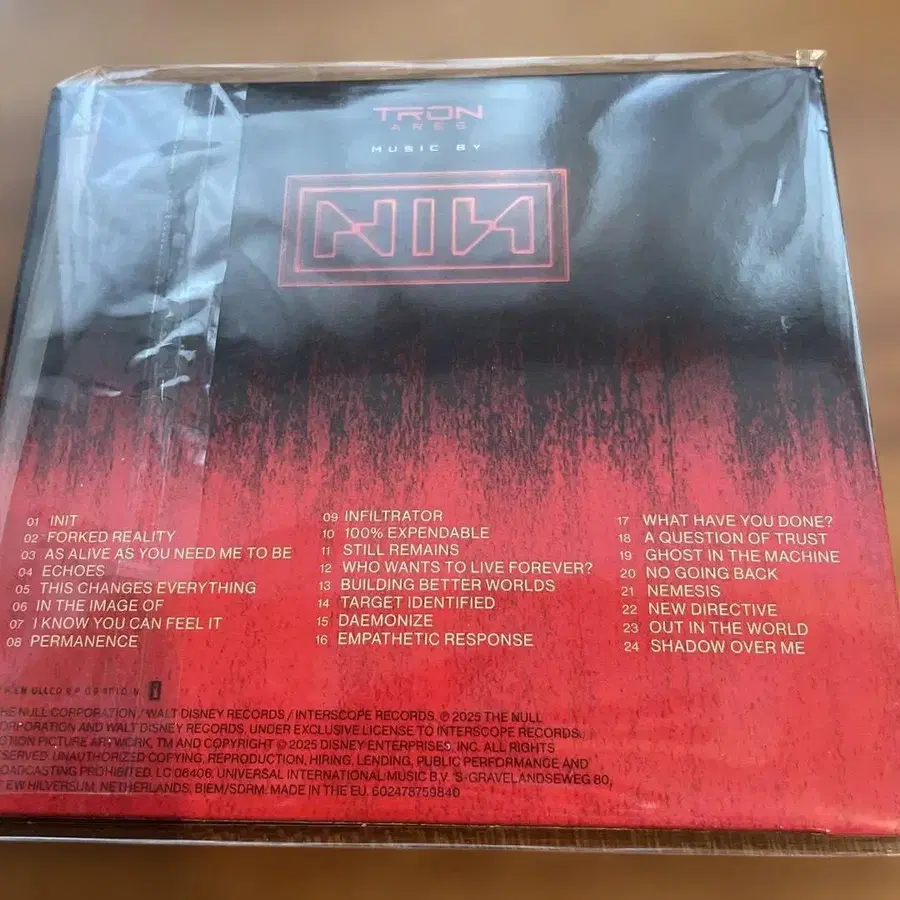 TRON
ARES
MUSIC BY
NIN
01 INIT
02 FORKED REALITY
03 AS ALIVE AS YOU NEED ME TO BE
04 ECHOES
05 THIS CHANGES EVERYTHING
06 IN THE IMAGE OF
07 I KNOW YOU CAN FEEL IT
08 PERMANENCE
09 INFILTRATOR
10 100% EXPENDABLE
11 STILL REMAINS
12 WHO WANTS TO LIVE FOREVER?
13 BUILDING BETTER WORLDS
14 TARGET IDENTIFIED
15 DAEMONIZE
16 EMPATHETIC RESPONSE
17 WHAT HAVE YOU DONE?
18 A QUESTION OF TRUST
19 GHOST IN THE MACHINE
20 NO GOING BACK
21 NEMESIS
22 NEW DIRECTIVE
23 OUT IN THE WORLD
24 SHADOW OVER ME
HE NULL CORPORATION / WALT DISNEY RECORDS / INTERSCOPE RECORDS. ℗ 2025 THE NULL
ORPORATION AND WALT DISNEY RECORDS. UNDER EXCLUSIVE LICENSE TO INTERSCOPE RECORDS.
OTION PICTURE ARTWORK, TM AND COPYRIGHT © 2025 DISNEY ENTERPRISES, INC. ALL RIGHTS
SERVED. UNAUTHORIZED COPYING, REPRODUCTION, HIRING, LENDING, PUBLIC PERFORMANCE AND
OADCASTING PROHIBITED. LC 06406. UNIVERSAL INTERNATIONAL MUSIC B.V. 'S-GRAVELANDSEWEG 80,
EW HILVERSUM, NETHERLANDS. BIEM/SDRM. MADE IN THE EU. 602478759840